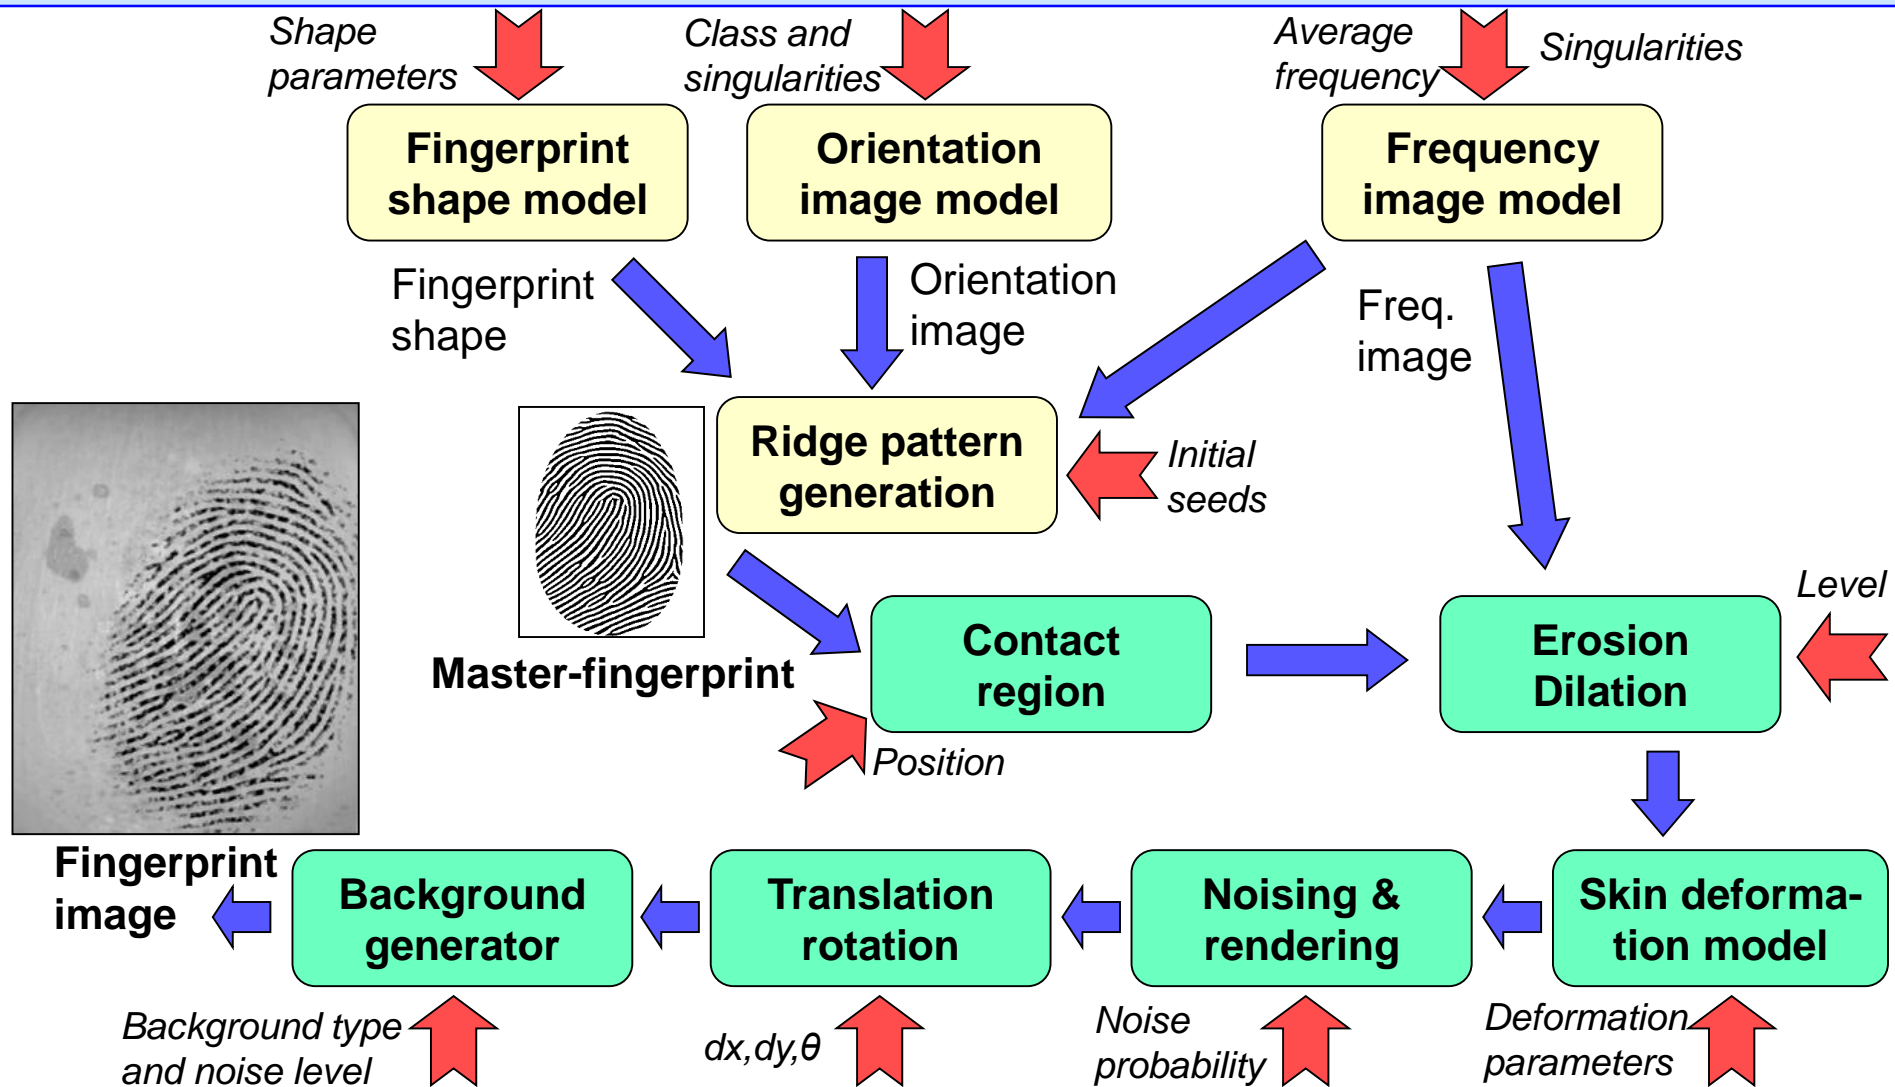 Shape
parameters
Class and
singularities
Average
frequency
Singularities
Fingerprint
shape model
Orientation
image model
Frequency
image model
Fingerprint
shape
Orientation
image
Freq.
image
Ridge pattern
generation
Initial
seeds
Master-fingerprint
Contact
region
Position
Erosion
Dilation
Level
Fingerprint
image
Background
generator
Translation
rotation
Noising &
rendering
Skin deforma-
tion model
Background type
and noise level
dx,dy,θ
Noise
probability
Deformation
parameters